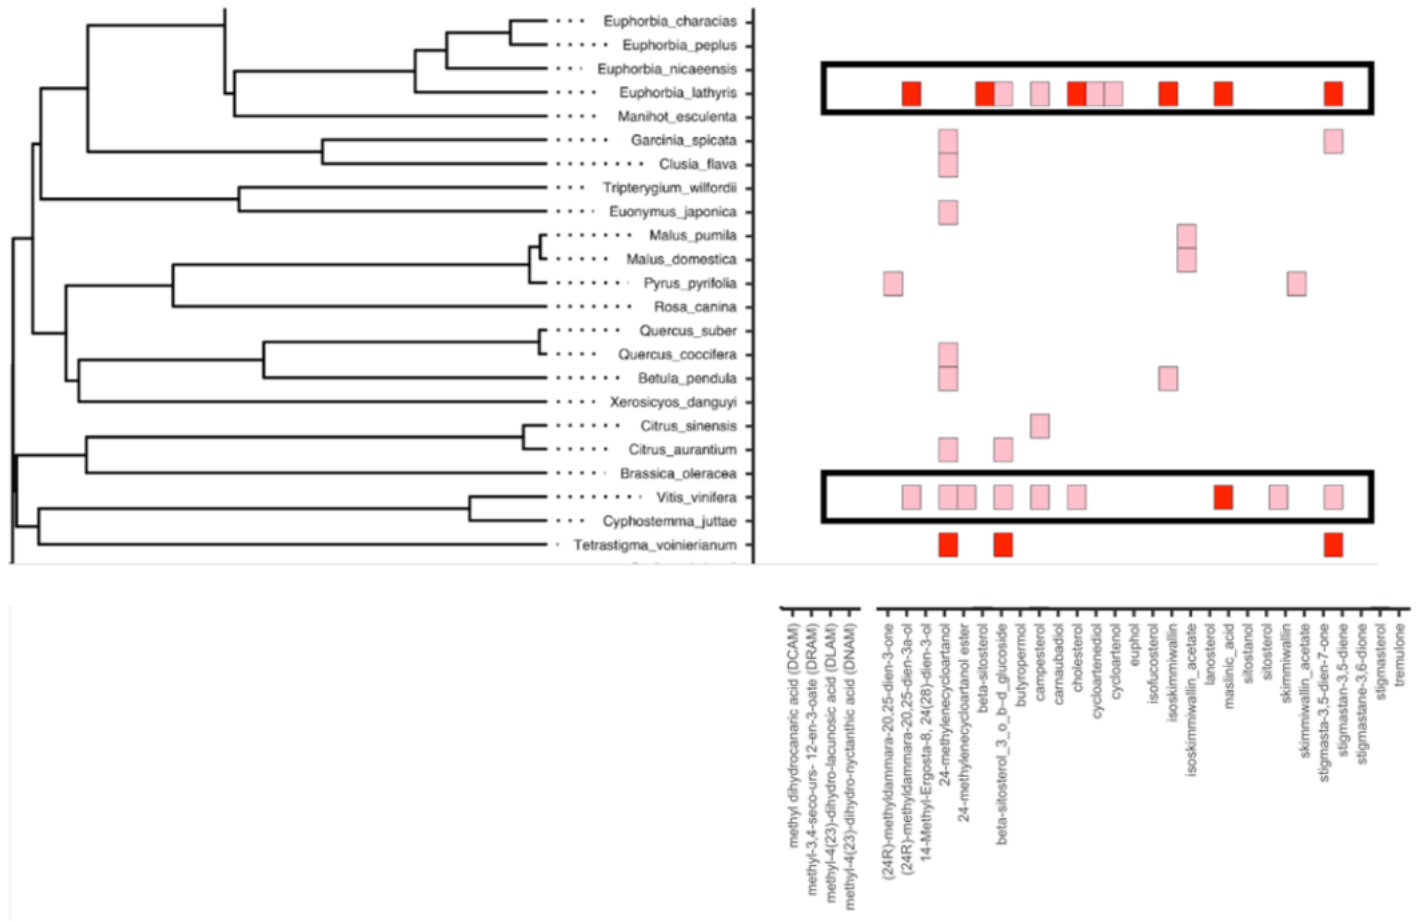 Euphorbia_characias
Euphorbia_peplus
Euphorbia_nicaeensis
Euphorbia_lathyris
Manihot_esculenta
Garcinia_spicata
Clusia_flava
Tripterygium_wilfordii
Euonymus_japonica
Malus_pumila
Malus_domestica
Pyrus_pyrifolia
Rosa_canina
Quercus_suber
Quercus_coccifera
Betula_pendula
Xerosicyos_danguyi
Citrus_sinensis
Citrus_aurantium
Brassica_oleracea
Vitis_vinifera
Cyphostemma_juttae
Tetrastigma_voinierianum
methyl dihydrocanaric acid (DCAM)
methyl-3,4-seco-urs- 12-en-3-oate (DRAM)
methyl-4(23)-dihydro-lacunosic acid (DLAM)
methyl-4(23)-dihydro-nyctanthic acid (DNAM)
(24R)-methyldammara-20,25-dien-3-one
(24R)-methyldammara-20,25-dien-3a-ol
14-Methyl-Ergosta-8, 24(28)-dien-3-ol
24-methylenecycloartanol
24-methylenecycloartanol ester
beta-sitosterol
beta-sitosterol_3_o_b-d_glucoside
butyropermol
campesterol
carnaubadiol
cholesterol
cycloartenediol
cycloartenol
euphol
isofucosterol
isoskimmiwallin
isoskimmiwallin_acetate
lanosterol
maslinic_acid
sitostanol
sitosterol
skimmiwallin
skimmiwallin_acetate
stigmasta-3,5-dien-7-one
stigmastan-3,5-diene
stigmastane-3,6-dione
stigmasterol
tremulone